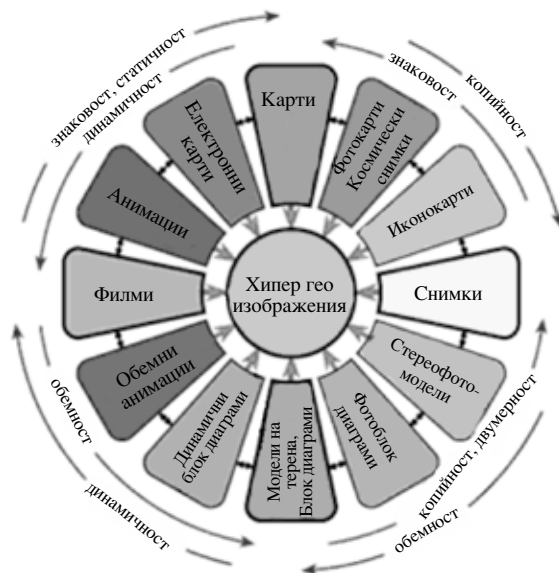 знаковост, статичност
динамичност
знаковост
копийност
Карти
Фотокарти
Космически
снимки
Иконокарти
Снимки
Стереофото-
модели
Фотоблок
диаграми
Модели на
терена,
Блок диаграми
Динамични
блок диаграми
Обемни
анимации
Филми
Анимации
Електронни
карти
Хипер гео
изображения
обемност
динамичност
копийност, двумерност
обемност